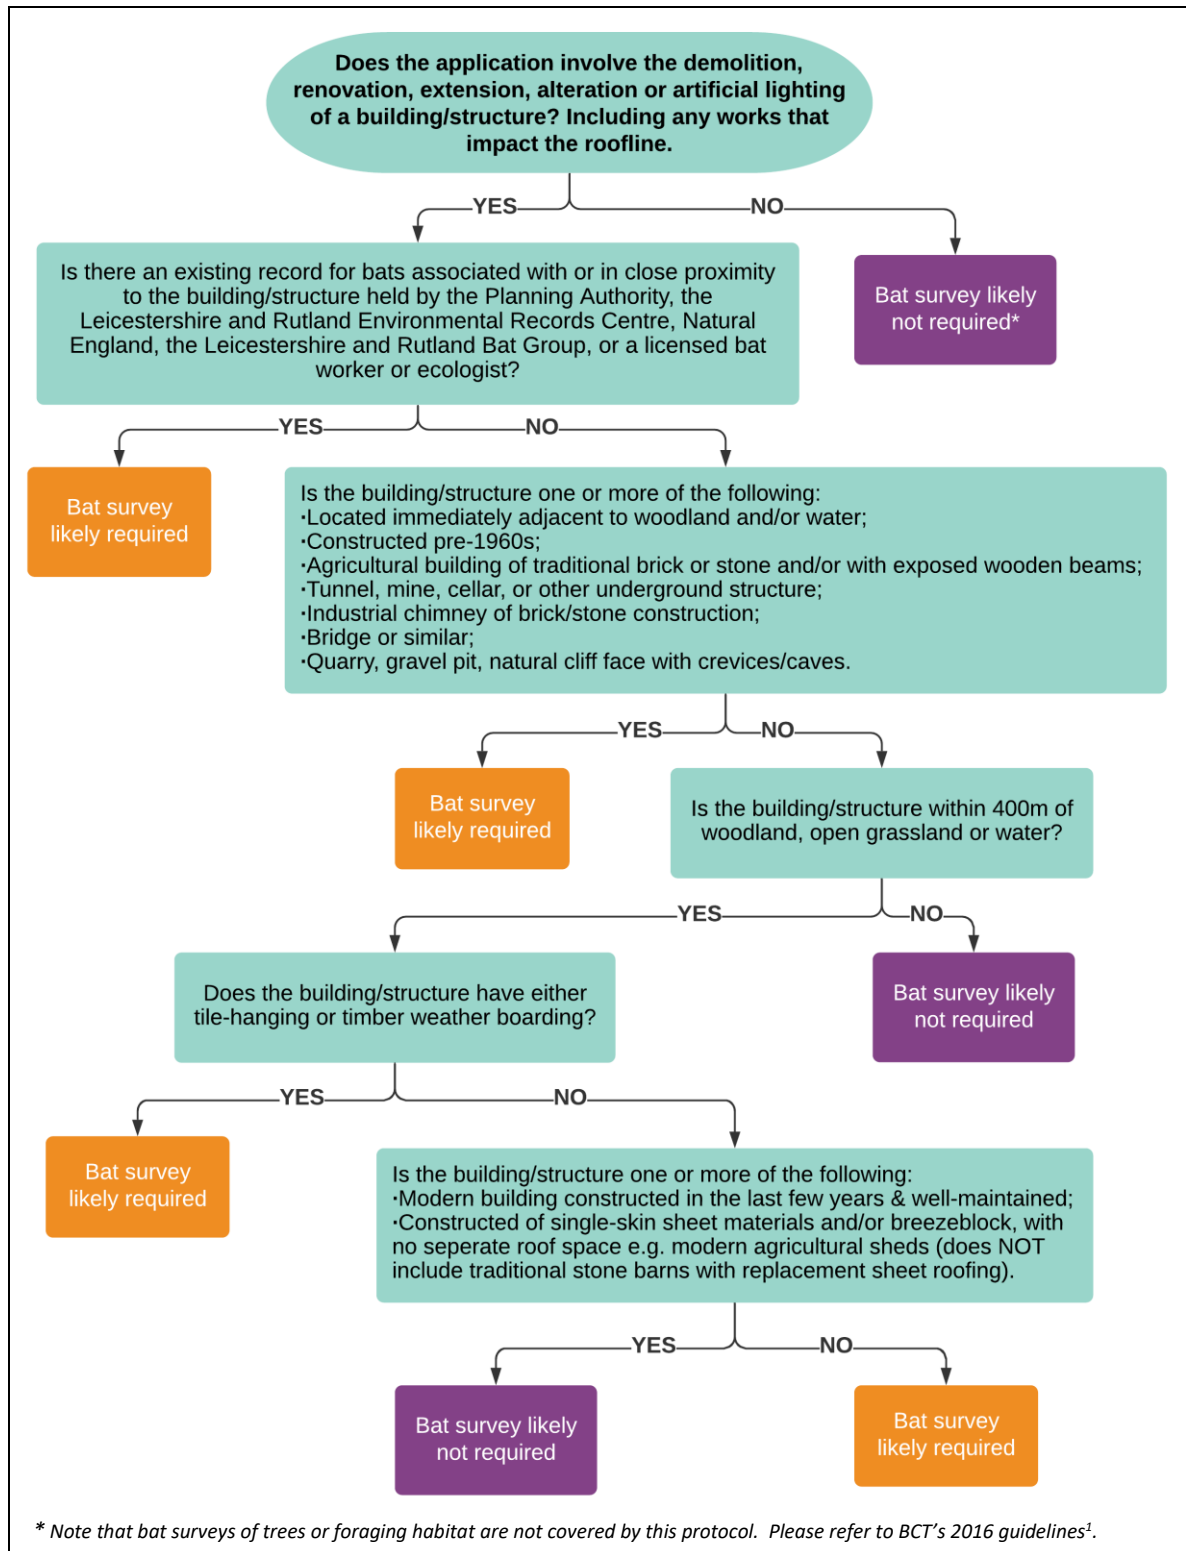 Does the application involve the demolition,
renovation, extension, alteration or artificial lighting
of a building/structure? Including any works that
impact the roofline.
YES
NO
Is there an existing record for bats associated with or in close proximity
to the building/structure held by the Planning Authority, the
Leicestershire and Rutland Environmental Records Centre, Natural
England, the Leicestershire and Rutland Bat Group, or a licensed bat
worker or ecologist?
Bat survey likely
not required*
YES
NO
Bat survey
likely required
Is the building/structure one or more of the following:
·Located immediately adjacent to woodland and/or water;
·Constructed pre-1960s;
·Agricultural building of traditional brick or stone and/or with exposed wooden beams;
·Tunnel, mine, cellar, or other underground structure;
·Industrial chimney of brick/stone construction;
·Bridge or similar;
·Quarry, gravel pit, natural cliff face with crevices/caves.
YES
NO
Bat survey
likely required
Is the building/structure within 400m of
woodland, open grassland or water?
YES
NO
Does the building/structure have either
tile-hanging or timber weather boarding?
Bat survey likely
not required
YES
NO
Bat survey
likely required
Is the building/structure one or more of the following:
·Modern building constructed in the last few years & well-maintained;
·Constructed of single-skin sheet materials and/or breezeblock, with
no seperate roof space e.g. modern agricultural sheds (does NOT
include traditional stone barns with replacement sheet roofing).
YES
NO
Bat survey likely
not required
Bat survey
likely required
* Note that bat surveys of trees or foraging habitat are not covered by this protocol. Please refer to BCT's 2016 guidelines¹.